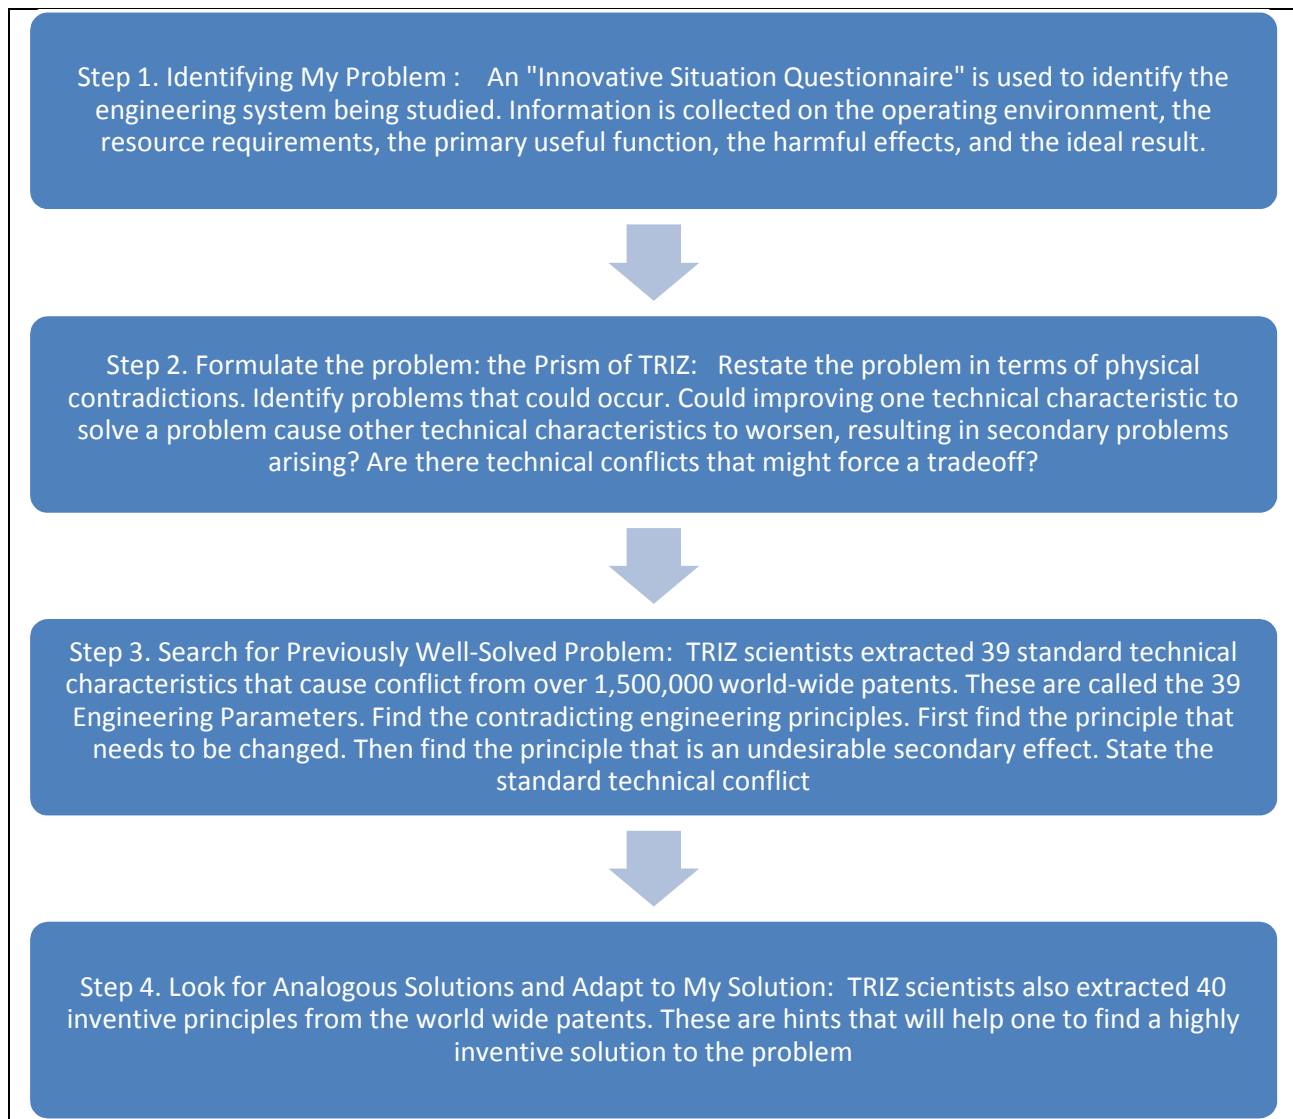 Step 1. Identifying My Problem :    An "Innovative Situation Questionnaire" is used to identify the
engineering system being studied. Information is collected on the operating environment, the
resource requirements, the primary useful function, the harmful effects, and the ideal result.
Step 2. Formulate the problem: the Prism of TRIZ:   Restate the problem in terms of physical
contradictions. Identify problems that could occur. Could improving one technical characteristic to
solve a problem cause other technical characteristics to worsen, resulting in secondary problems
arising? Are there technical conflicts that might force a tradeoff?
Step 3. Search for Previously Well-Solved Problem:  TRIZ scientists extracted 39 standard technical
characteristics that cause conflict from over 1,500,000 world-wide patents. These are called the 39
Engineering Parameters. Find the contradicting engineering principles. First find the principle that
needs to be changed. Then find the principle that is an undesirable secondary effect. State the
standard technical conflict
Step 4. Look for Analogous Solutions and Adapt to My Solution:  TRIZ scientists also extracted 40
inventive principles from the world wide patents. These are hints that will help one to find a highly
inventive solution to the problem